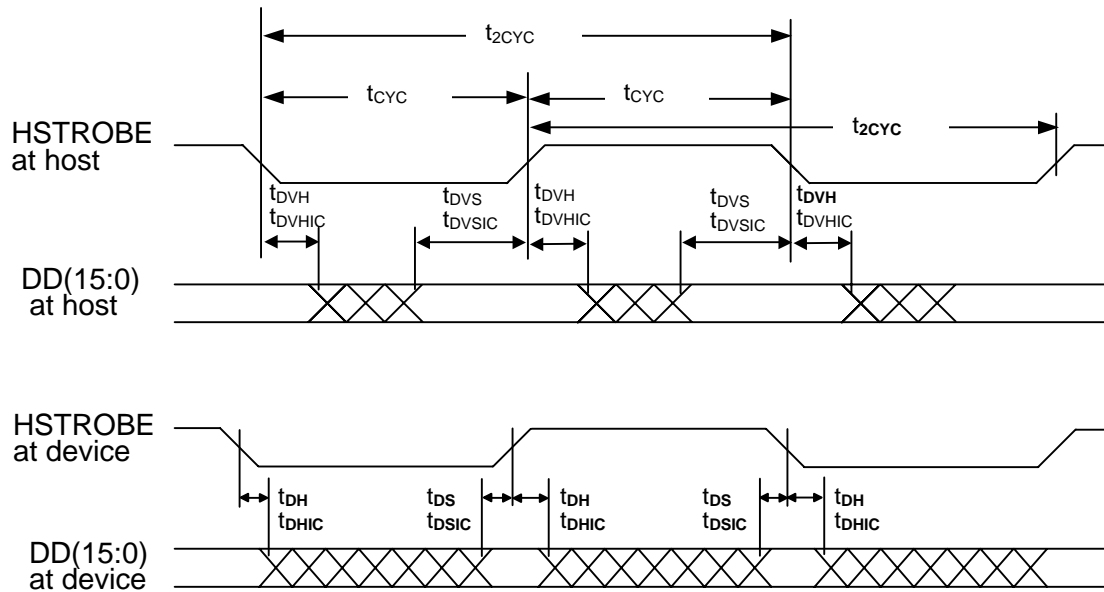 t2CYC
tCYC
tCYC
HSTROBE
at host
t2CYC
tDVH
tDVHIC
tDVS
tDVSIC
tDVH
tDVHIC
tDVS
tDVSIC
tDVH
tDVHIC
DD(15:0)
at host
HSTROBE
at device
tDH
tDHIC
tDS
tDSIC
tDH
tDHIC
tDS
tDSIC
tDH
tDHIC
DD(15:0)
at device